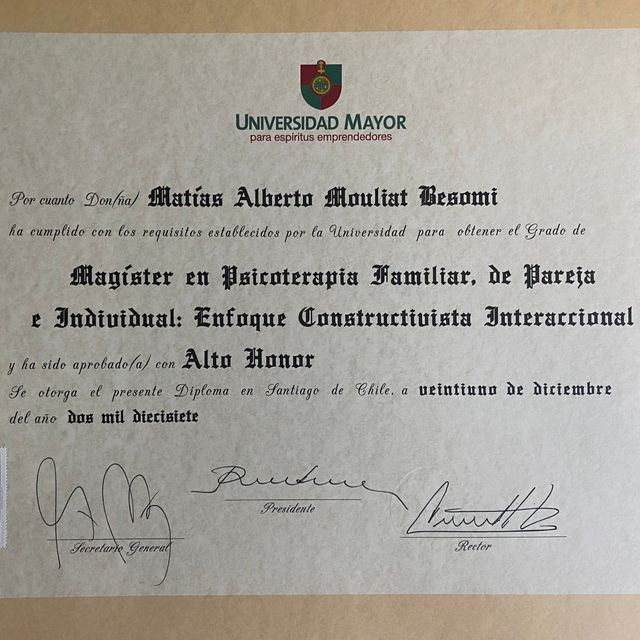 UNIVERSIDAD MAYOR
para espíritus emprendedores
Por cuanto Don/ña/ Matías Alberto Mouliat Besomi
ha cumplido con los requisitos establecidos por la Universidad para obtener el Grado de
Magíster en Psicoterapia Familiar, de Pareja
e Individual: Enfoque Constructivista Interaccional
y ha sido aprobado/a/ con Alto Honor
Se otorga el presente Diploma en Santiago de Chile, a veintiuno de diciembre
del año dos mil diecisiete
Secretario General
Presidente
Rector